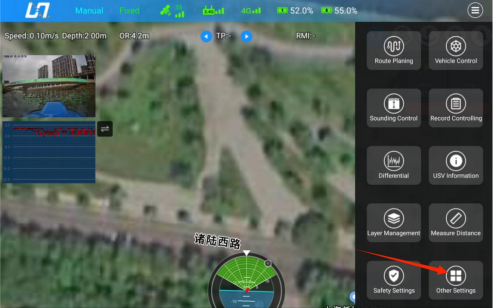 Manual Fixed 4G 52.0% 55.0%
Speed:0.10m/s Depth:2.00m OR:4.2m TP:- RMI:-
Route Planing
Vehicle Control
Sounding Control
Record Controlling
Differential
USV Information
Layer Management
Measure Distance
诸陆西路
Safety Settings
Other Settings